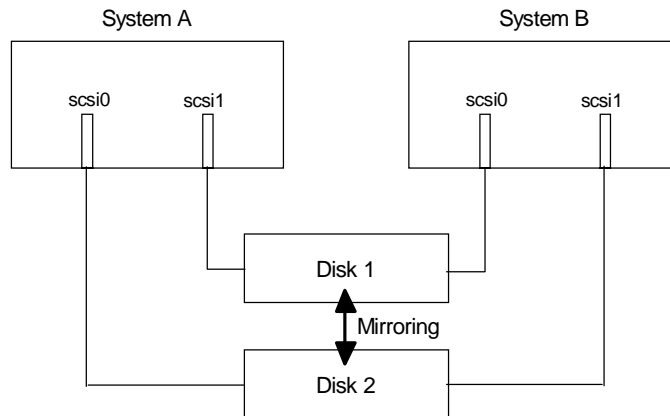 System A
System B
scsi0
scsi1
scsi0
scsi1
Disk 1
Mirroring
Disk 2